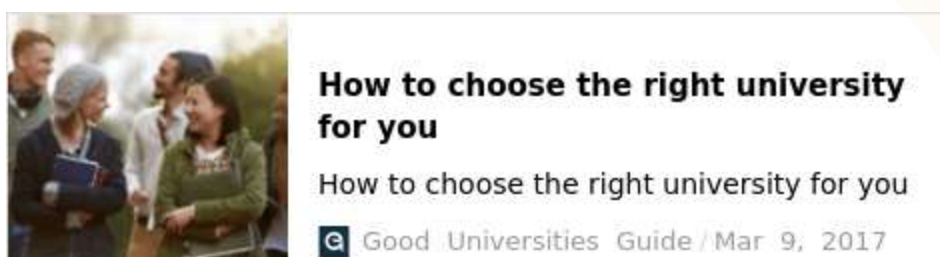 How to choose the right university
for you
How to choose the right university for you
Good Universities Guide / Mar 9, 2017